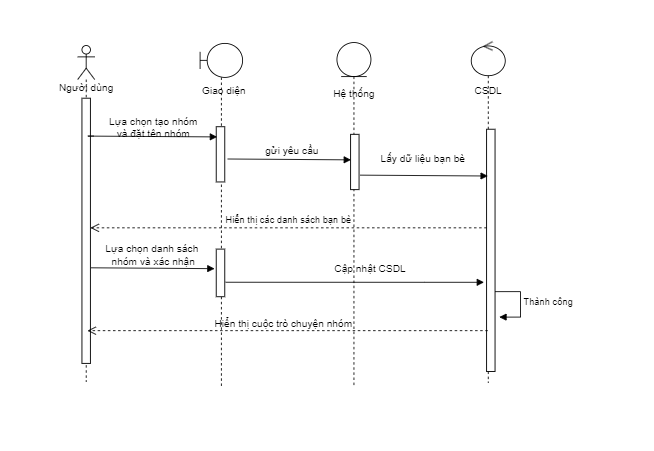 Người dùng
Giao diện
Hệ thống
CSDL
Lựa chọn tạo nhóm
và đặt tên nhóm
gửi yêu cầu
Lấy dữ liệu bạn bè
Hiển thị các danh sách bạn bè
Lựa chọn danh sách
nhóm và xác nhận
Cập nhật CSDL
Thành công
Hiển thị cuộc trò chuyện nhóm